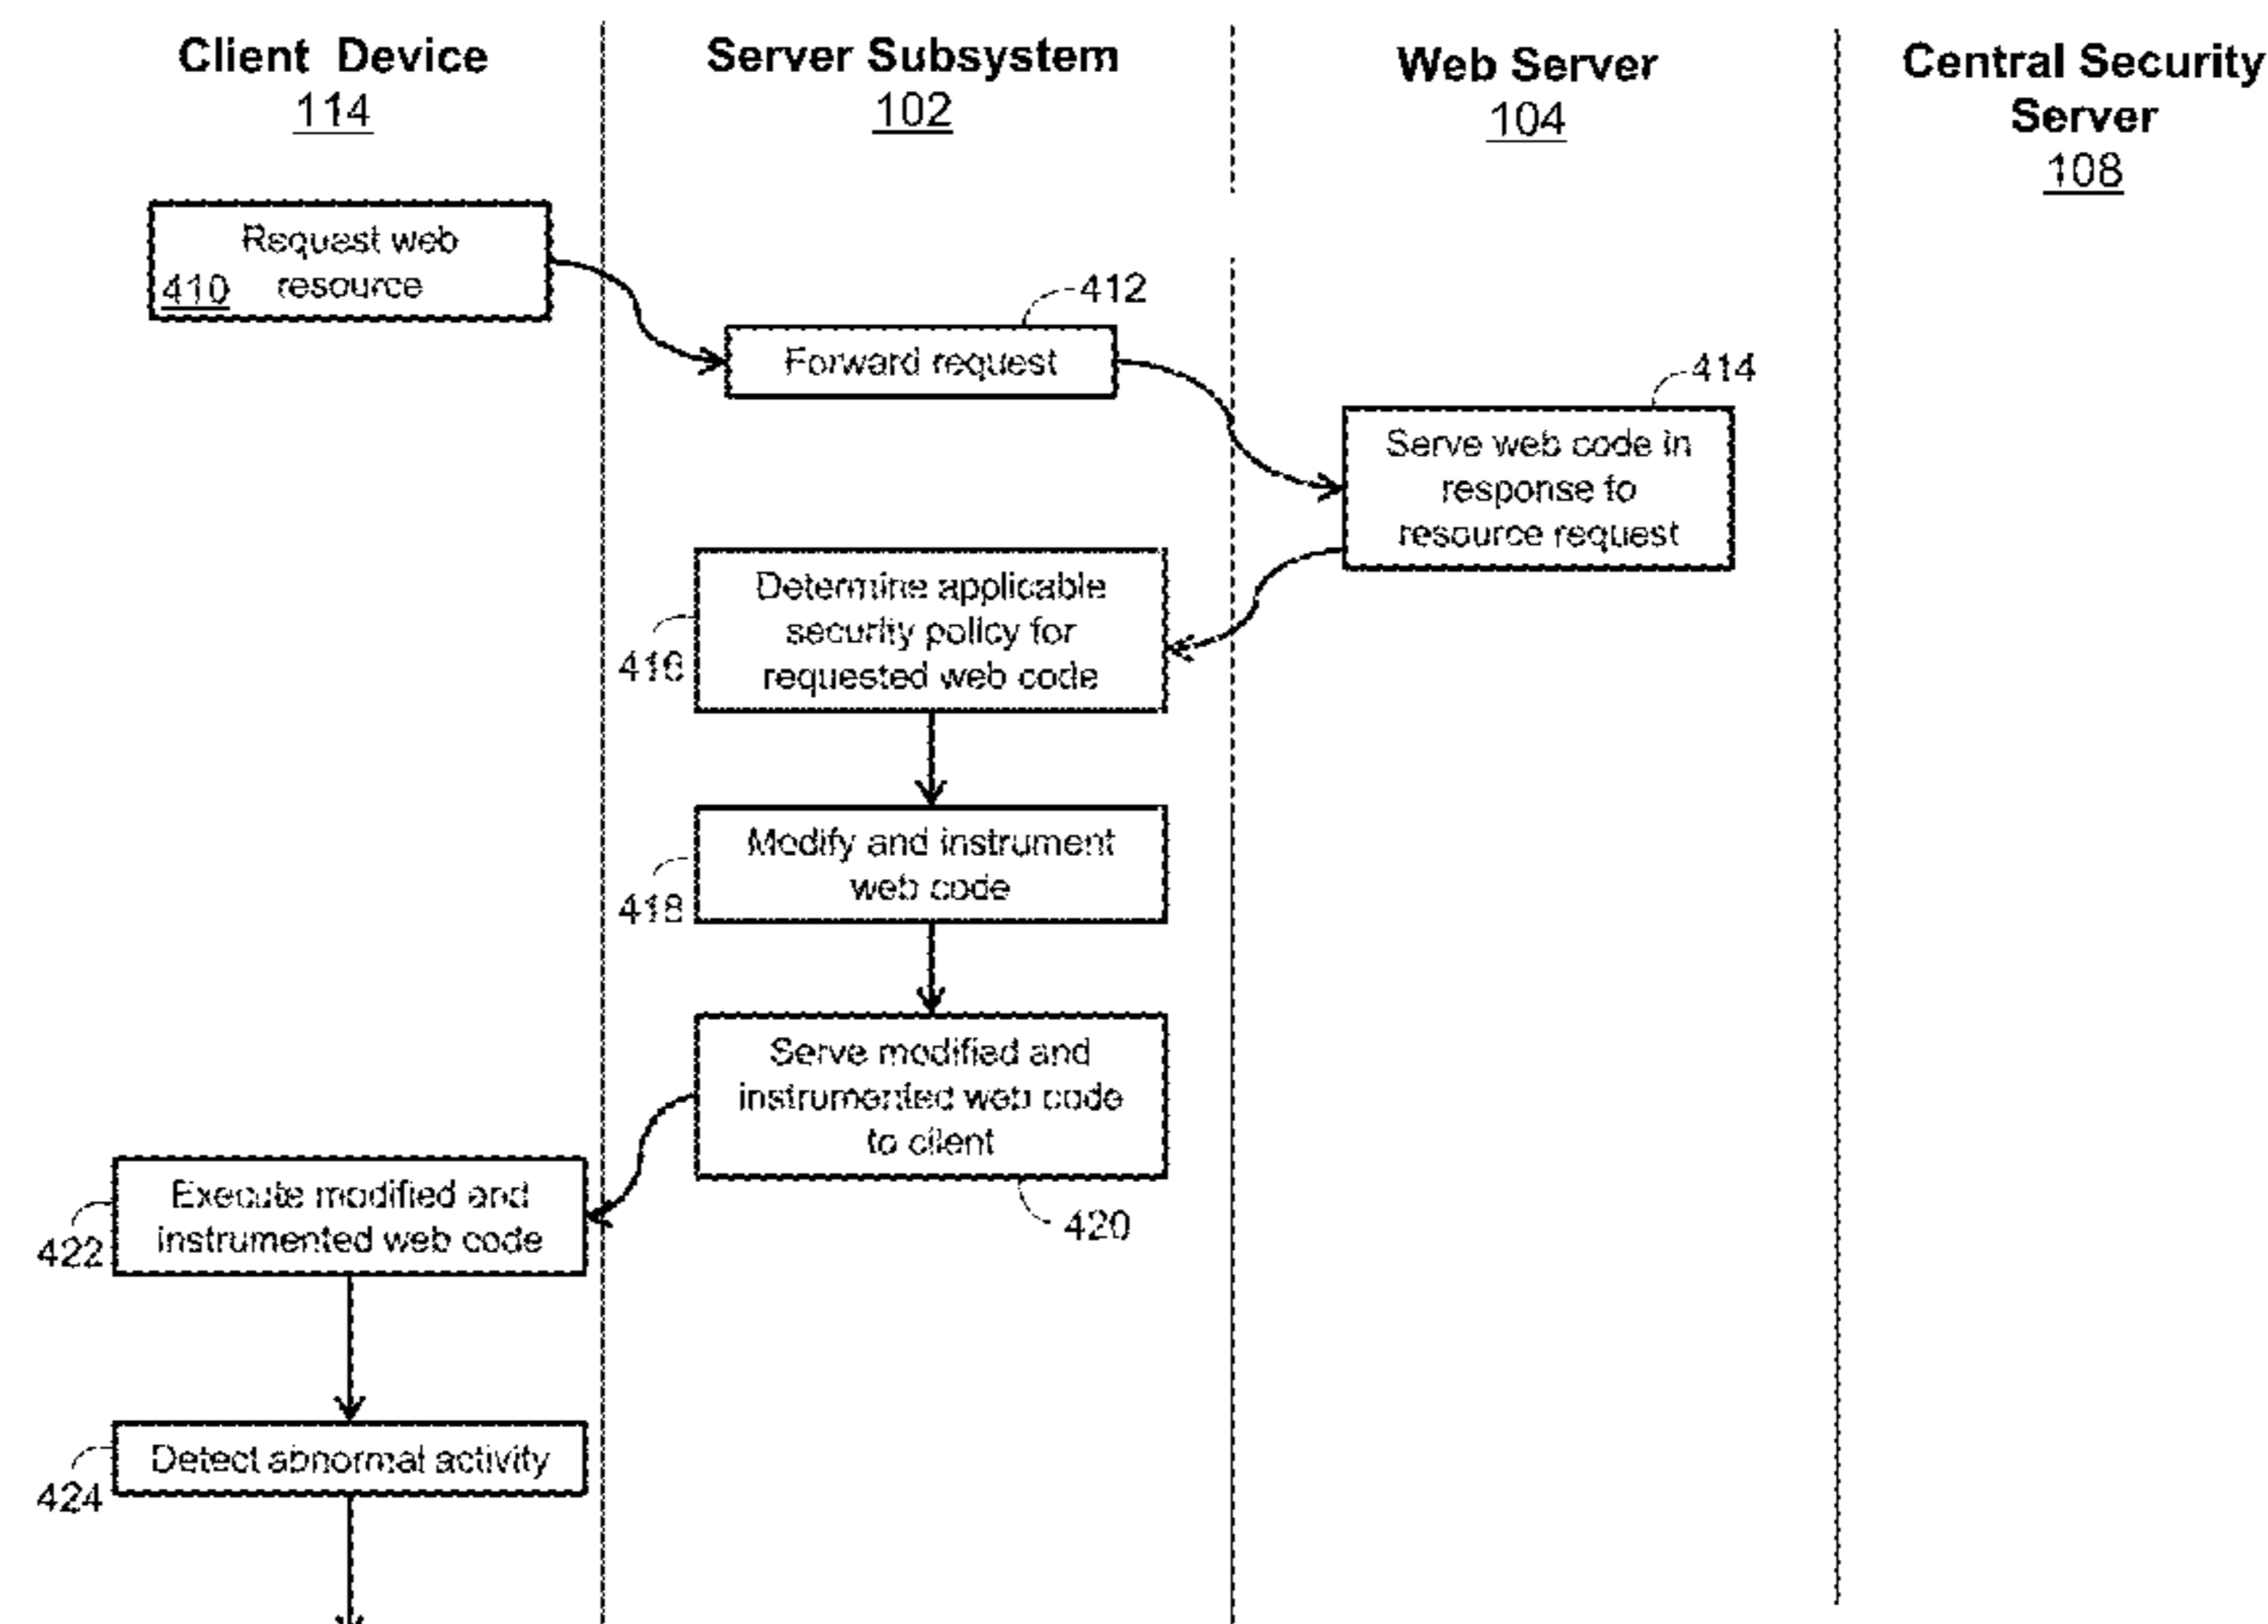 Client Device
114
Server Subsystem
102
Web Server
104
Central Security
Server
108
Request web
410 resource
412
Forward request
414
Serve web code in
response to
resource request
Determine applicable
security policy for
requested web code
416
Modify and instrument
web code
418
Serve modified and
instrumented web code
to client
420
Execute modified and
instrumented web code
422
Detect abnormal activity
424